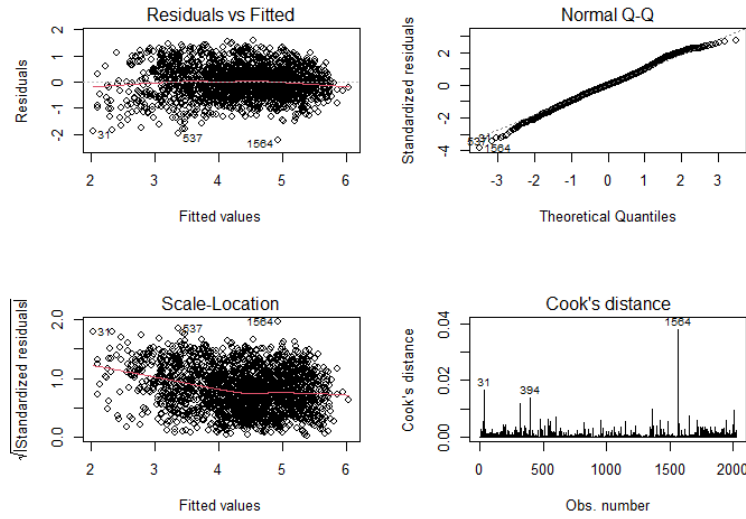 Residuals vs Fitted
Residuals
2
1
0
-1
-2
31
537
1564
2 3 4 5 6
Fitted values
Normal Q-Q
Standardized residuals
2
0
-2
-4
31
537
1564
-3 -2 -1 0 1 2 3
Theoretical Quantiles
Scale-Location
√|Standardized residuals|
2.0
1.0
0.0
31
537
1564
2 3 4 5 6
Fitted values
Cook's distance
Cook's distance
0.04
0.02
0.00
31
394
1564
0 500 1000 1500 2000
Obs. number